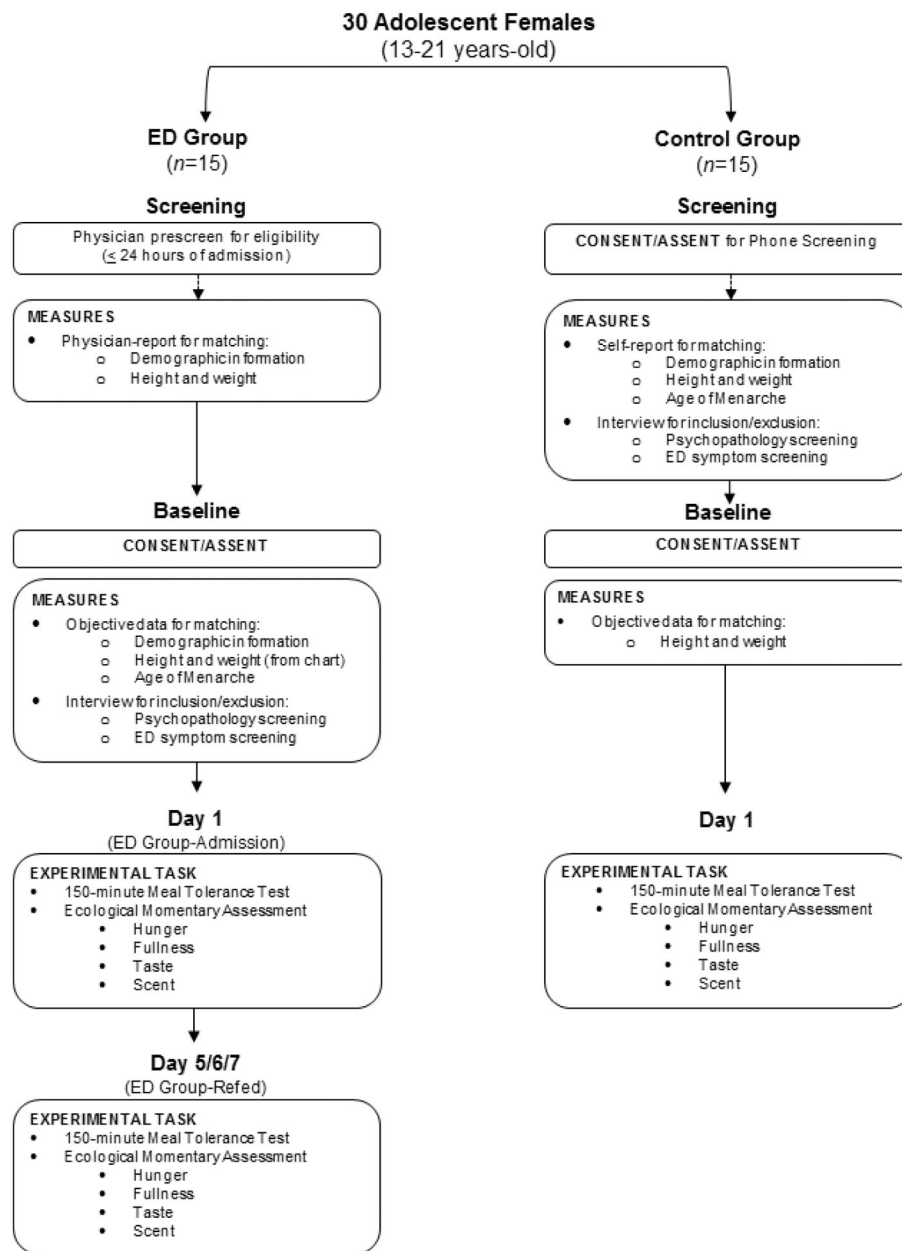 30 Adolescent Females
(13-21 years-old)
ED Group
(n=15)
Screening
Physician prescreen for eligibility
(≤ 24 hours of admission)
MEASURES
• Physician-report for matching:
o Demographic information
o Height and weight
Baseline
CONSENT/ASSENT
MEASURES
• Objective data for matching:
o Demographic information
o Height and weight (from chart)
o Age of Menarche
• Interview for inclusion/exclusion:
o Psychopathology screening
o ED symptom screening
Day 1
(ED Group-Admission)
EXPERIMENTAL TASK
• 150-minute Meal Tolerance Test
• Ecological Momentary Assessment
• Hunger
• Fullness
• Taste
• Scent
Day 5/6/7
(ED Group-Refed)
EXPERIMENTAL TASK
• 150-minute Meal Tolerance Test
• Ecological Momentary Assessment
• Hunger
• Fullness
• Taste
• Scent
Control Group
(n=15)
Screening
CONSENT/ASSENT for Phone Screening
MEASURES
• Self-report for matching:
o Demographic information
o Height and weight
o Age of Menarche
• Interview for inclusion/exclusion:
o Psychopathology screening
o ED symptom screening
Baseline
CONSENT/ASSENT
MEASURES
• Objective data for matching:
o Height and weight
Day 1
EXPERIMENTAL TASK
• 150-minute Meal Tolerance Test
• Ecological Momentary Assessment
• Hunger
• Fullness
• Taste
• Scent